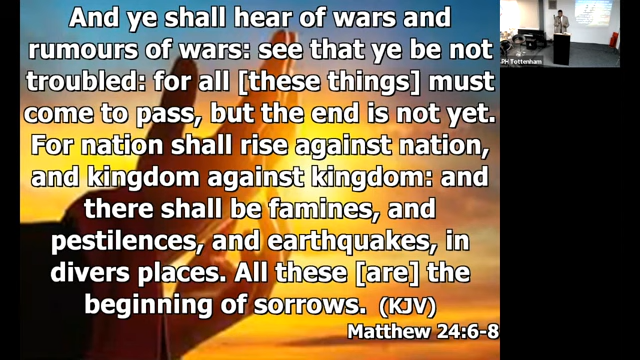 And ye shall hear of wars and
rumours of wars: see that ye be not
troubled: for all [these things] must
come to pass, but the end is not yet.
For nation shall rise against nation,
and kingdom against kingdom: and
there shall be famines, and
pestilences, and earthquakes, in
divers places. All these [are] the
beginning of sorrows. (KJV)
Matthew 24:6-8
PH Tottenham